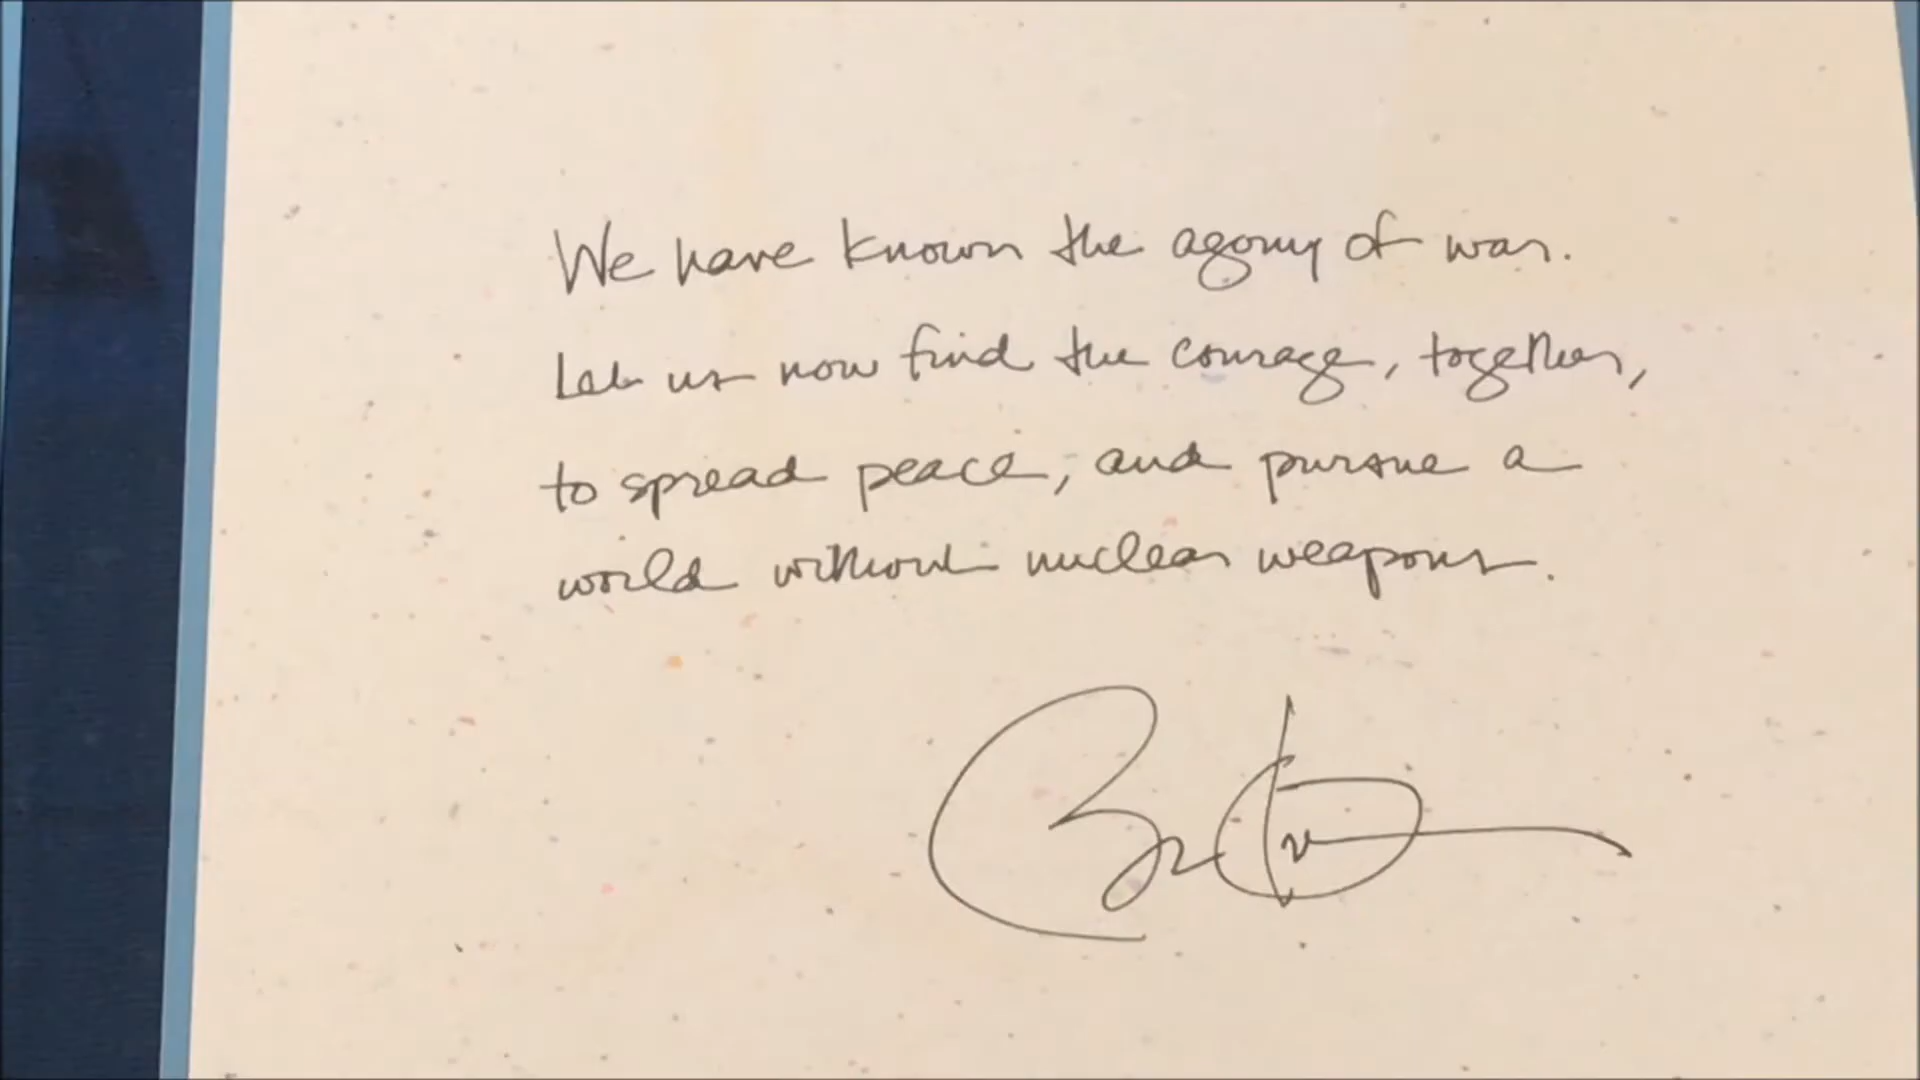 We have known the agony of war.
Let us now find the courage, together,
to spread peace, and pursue a
world without nuclear weapons.